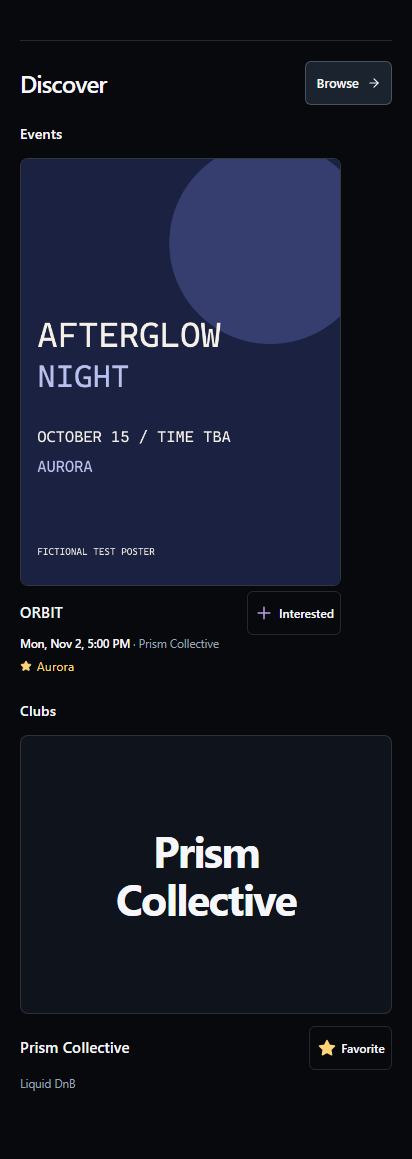 Discover
Browse
Events
AFTERGLOW
NIGHT
OCTOBER 15 / TIME TBA
AURORA
FICTIONAL TEST POSTER
ORBIT
Interested
Mon, Nov 2, 5:00 PM · Prism Collective
Aurora
Clubs
Prism
Collective
Prism Collective
Favorite
Liquid DnB